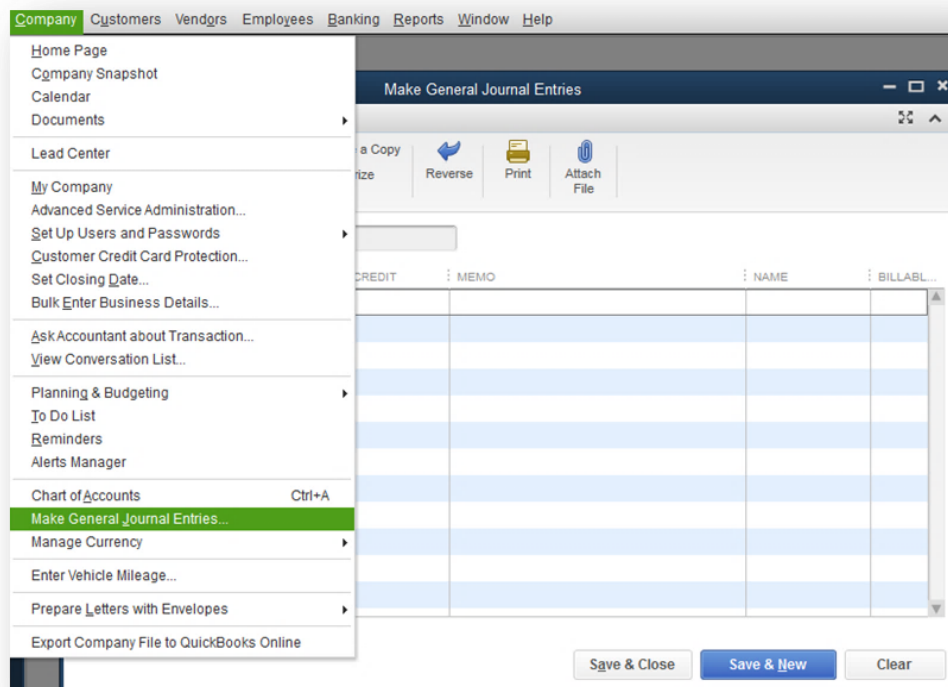 Company Customers Vendors Employees Banking Reports Window Help
Home Page
Company Snapshot
Calendar
Documents
Lead Center
My Company
Advanced Service Administration...
Set Up Users and Passwords
Customer Credit Card Protection...
Set Closing Date...
Bulk Enter Business Details...
Ask Accountant about Transaction...
View Conversation List...
Planning & Budgeting
To Do List
Reminders
Alerts Manager
Chart of Accounts Ctrl+A
Make General Journal Entries...
Manage Currency
Enter Vehicle Mileage...
Prepare Letters with Envelopes
Export Company File to QuickBooks Online
Make General Journal Entries
a Copy
Reverse
Print
Attach
File
CREDIT MEMO NAME BILLABL...
Save & Close Save & New Clear